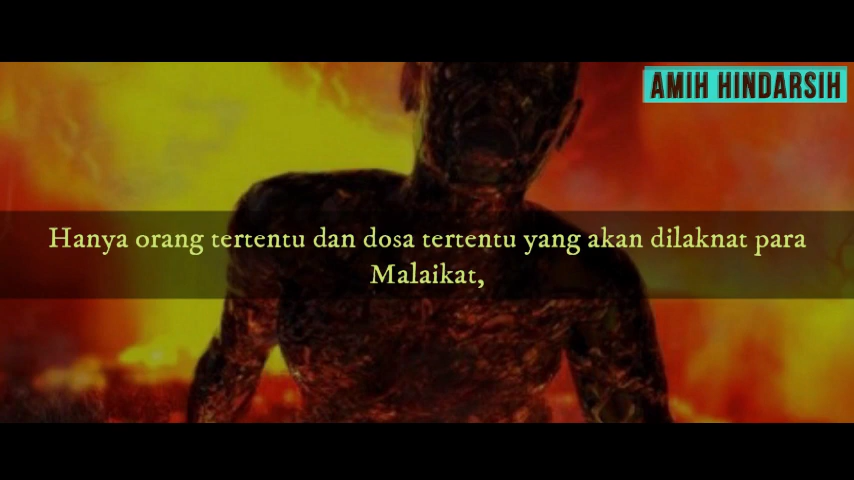 AMIH HINDARSIH
Hanya orang tertentu dan dosa tertentu yang akan dilaknat para
Malaikat,